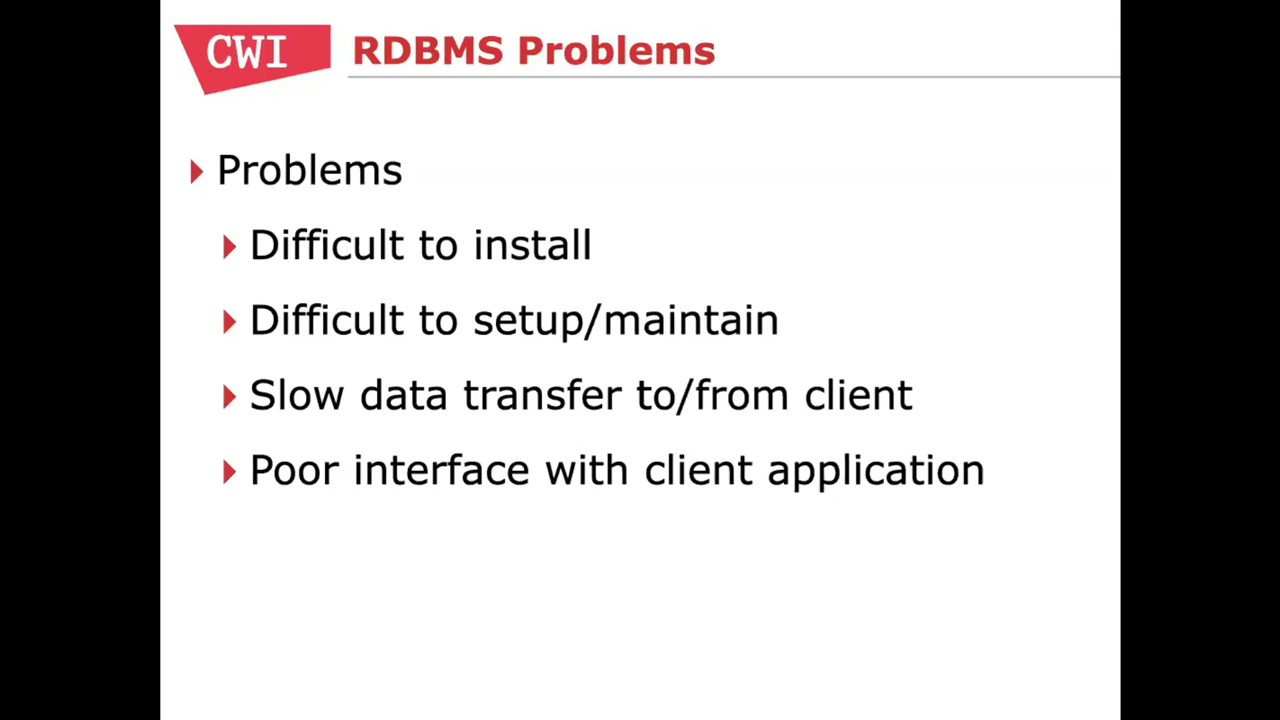 CWI
RDBMS Problems
Problems
Difficult to install
Difficult to setup/maintain
Slow data transfer to/from client
Poor interface with client application